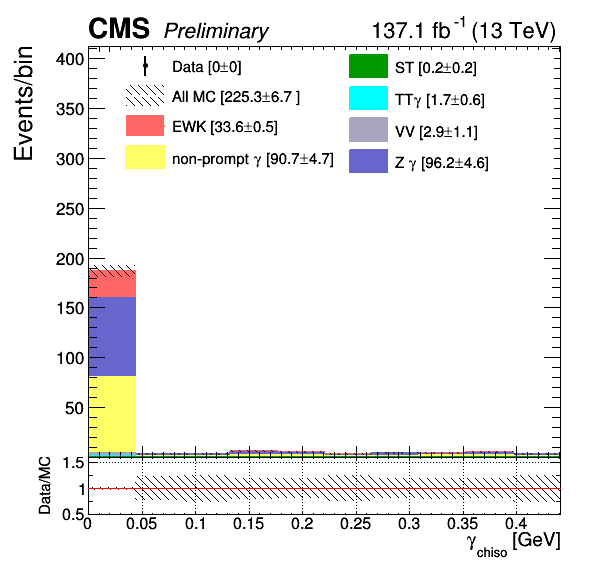 CMS Preliminary 137.1 fb⁻¹ (13 TeV)
Events/bin
400
350
300
250
200
150
100
50
Data [0±0]
All MC [225.3±6.7 ]
EWK [33.6±0.5]
non-prompt γ [90.7±4.7]
ST [0.2±0.2]
TTγ [1.7±0.6]
VV [2.9±1.1]
Z γ [96.2±4.6]
Data/MC
1.5
1
0.5
0 0.05 0.1 0.15 0.2 0.25 0.3 0.35 0.4
γ_chiso [GeV]